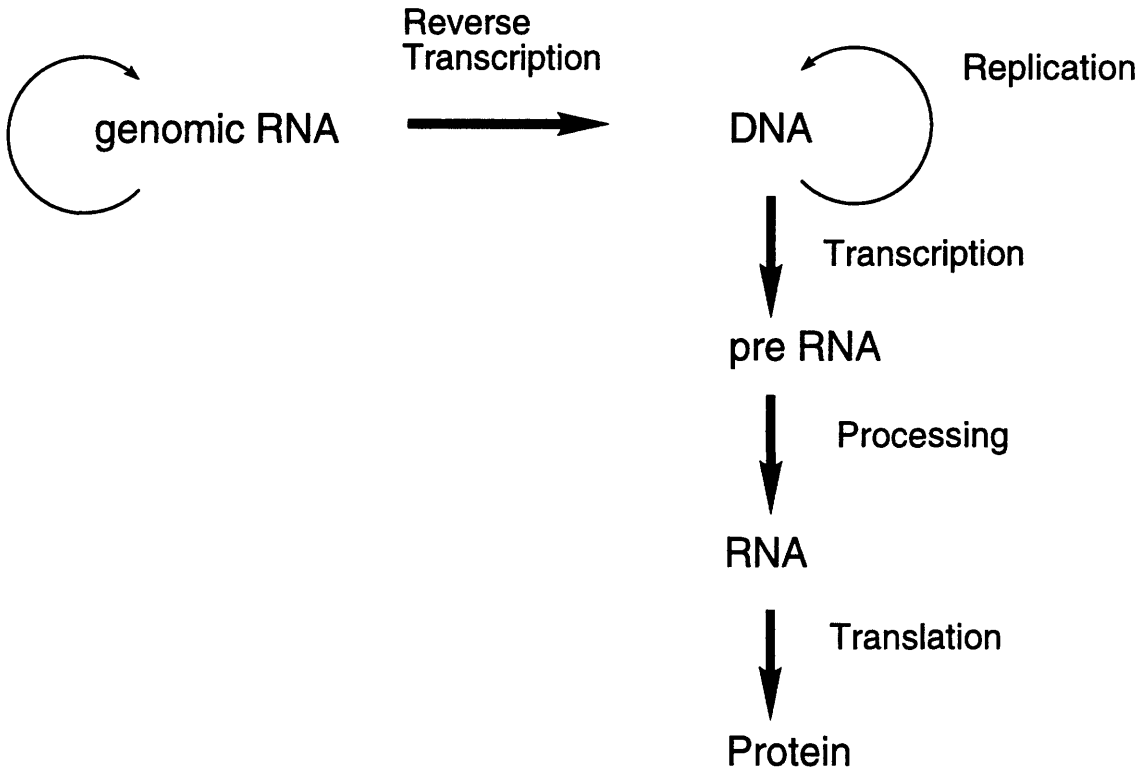 Reverse
Transcription
Replication
genomic RNA
DNA
Transcription
pre RNA
Processing
RNA
Translation
Protein